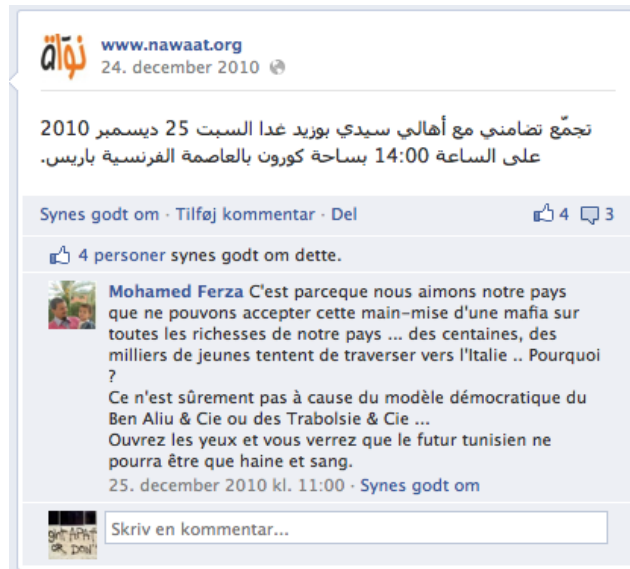 نواة
www.nawaat.org
24. december 2010
تجمّع تضامني مع أهالي سيدي بوزيد غدا السبت 25 ديسمبر 2010
على الساعة 14:00 بساحة كورون بالعاصمة الفرنسية باريس.
Synes godt om · Tilføj kommentar · Del 4 3
4 personer synes godt om dette.
Mohamed Ferza C'est parceque nous aimons notre pays
que ne pouvons accepter cette main-mise d'une mafia sur
toutes les richesses de notre pays ... des centaines, des
milliers de jeunes tentent de traverser vers l'Italie .. Pourquoi
?
Ce n'est sûrement pas à cause du modèle démocratique du
Ben Aliu & Cie ou des Trabolsie & Cie ...
Ouvrez les yeux et vous verrez que le futur tunisien ne
pourra être que haine et sang.
25. december 2010 kl. 11:00 · Synes godt om
Skriv en kommentar...